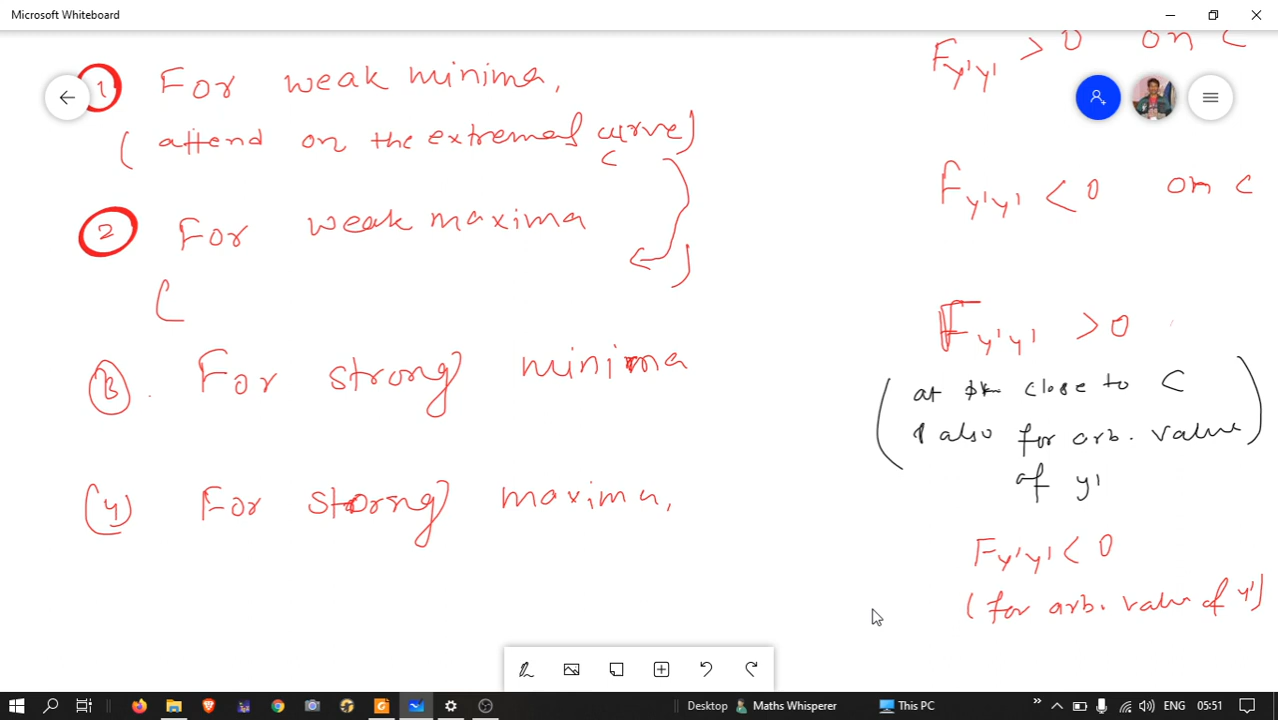 Microsoft Whiteboard
1 For weak minima,
(attend on the extremal curve)
C
Fy'y' > 0 on C
2 For weak maxima
( )
Fy'y' < 0 on C
3. For strong minima
Fy'y' > 0
(at close to C
also for arb. value)
of y'
(4) For strong maxima,
Fy'y' < 0
(for arb. value of y')
Desktop
Maths Whisperer
»
This PC
ENG
05:51